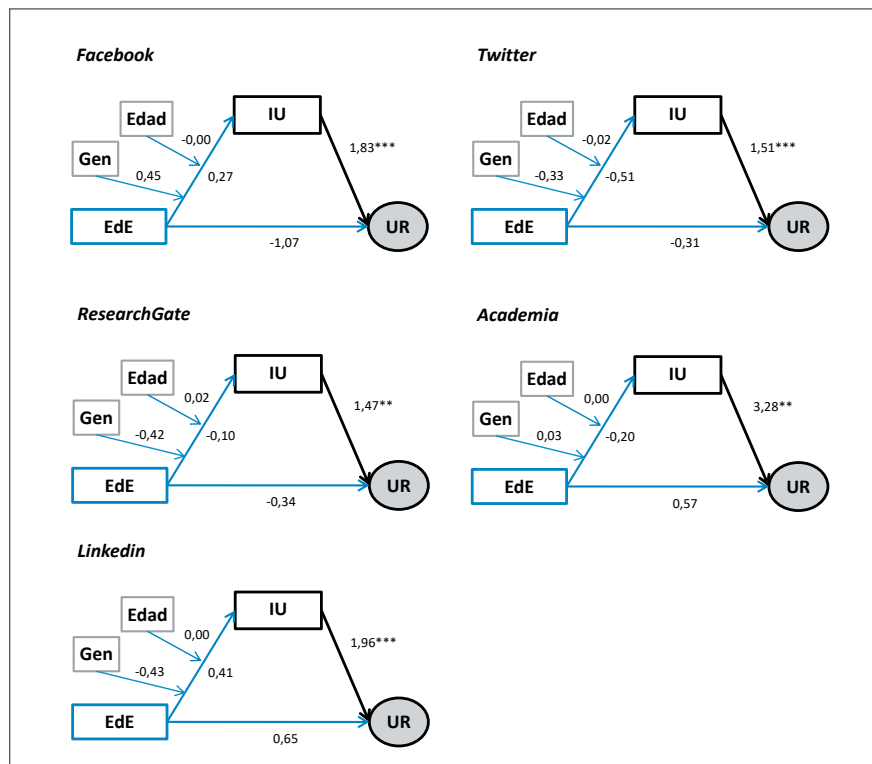 Facebook
Edad
IU
-0,00
Gen
1,83***
0,45
0,27
EdE
UR
-1,07
Twitter
Edad
IU
-0,02
Gen
1,51***
-0,33
-0,51
EdE
UR
-0,31
ResearchGate
Edad
IU
0,02
Gen
1,47**
-0,42
-0,10
EdE
UR
-0,34
Academia
Edad
IU
0,00
Gen
3,28**
0,03
-0,20
EdE
UR
0,57
Linkedin
Edad
IU
0,00
Gen
1,96***
-0,43
0,41
EdE
UR
0,65